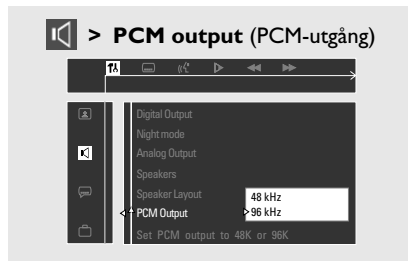 > PCM output (PCM-utgång)
Digital Output
Night mode
Analog Output
Speakers
Speaker Layout
48 kHz
PCM Output
96 kHz
Set PCM output to 48K or 96K